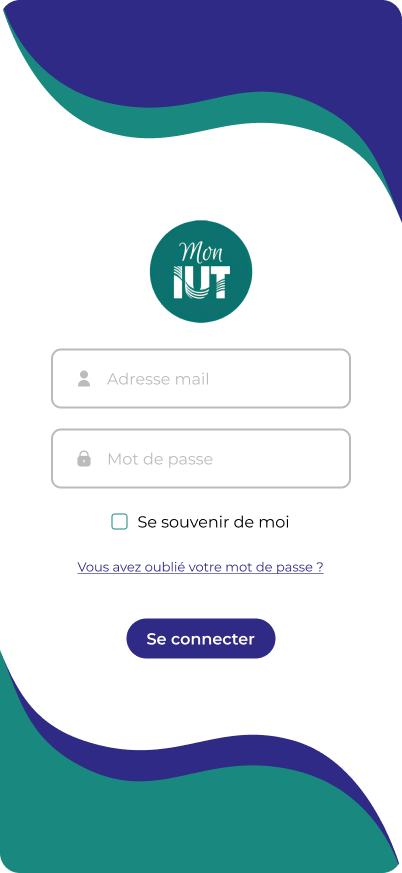 Mon
IUT
Adresse mail
Mot de passe
Se souvenir de moi
Vous avez oublié votre mot de passe ?
Se connecter